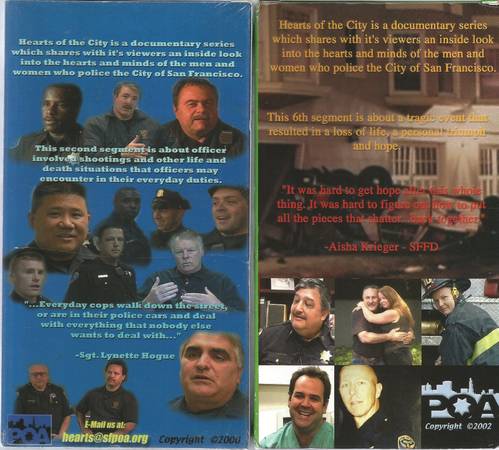 Hearts of the City is a documentary series
which shares with it's viewers an inside look
into the hearts and minds of the men and
women who police the City of San Francisco.
This second segment is about officer
involved shootings and other life and
death situations that officers may
encounter in their everyday duties.
"...Everyday cops walk down the street,
or are in their police cars and deal
with everything that nobody else
wants to deal with..."
-Sgt. Lynette Hogue
E-Mail us at:
hearts@sfpoa.org
POA
Copyright ©2000
Hearts of the City is a documentary series
which shares with it's viewers an inside look
into the hearts and minds of the men and
women who police the City of San Francisco.
This 6th segment is about a tragic event that
resulted in a loss of life, a personal triumph
and hope.
"It was hard to get hope after this whole
thing. It was hard to figure out how to put
all the pieces that shatter...back together."
-Aisha Krieger - SFFD
POA
Copyright ©2002